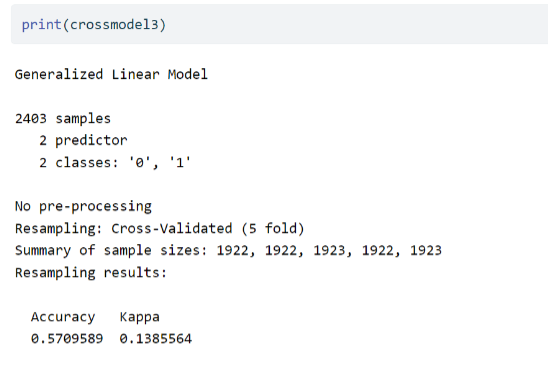 print(crossmodel3)
Generalized Linear Model
2403 samples
2 predictor
2 classes: '0', '1'
No pre-processing
Resampling: Cross-Validated (5 fold)
Summary of sample sizes: 1922, 1922, 1923, 1922, 1923
Resampling results:
Accuracy Kappa
0.5709589 0.1385564